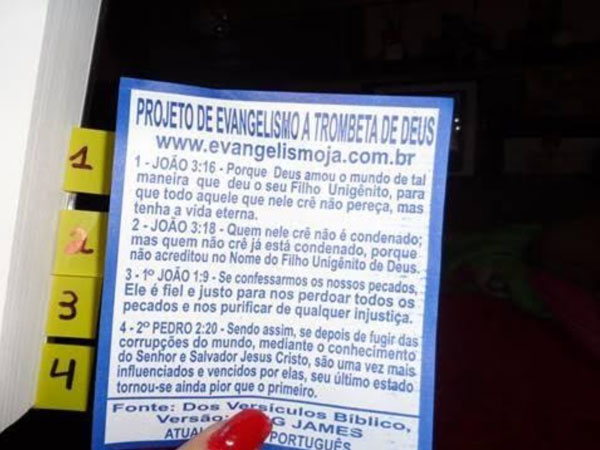 PROJETO DE EVANGELISMO A TROMBETA DE DEUS
www.evangelismoja.com.br
1 - JOÃO 3:16 - Porque Deus amou o mundo de tal
maneira que deu o seu Filho Unigênito, para
que todo aquele que nele crê não pereça, mas
tenha a vida eterna.
2 - JOÃO 3:18 - Quem nele crê não é condenado;
mas quem não crê já está condenado, porque
não acreditou no Nome do Filho Unigênito de Deus.
3 - 1º JOÃO 1:9 - Se confessarmos os nossos pecados,
Ele é fiel e justo para nos perdoar todos os
pecados e nos purificar de qualquer injustiça.
4 - 2º PEDRO 2:20 - Sendo assim, se depois de fugir das
corrupções do mundo, mediante o conhecimento
do Senhor e Salvador Jesus Cristo, são uma vez mais
influenciados e vencidos por elas, seu último estado
tornou-se ainda pior que o primeiro.
Fonte: Dos Versículos Bíblico,
Versão: G JAMES
PORTUGUÊS
1
2
3
4